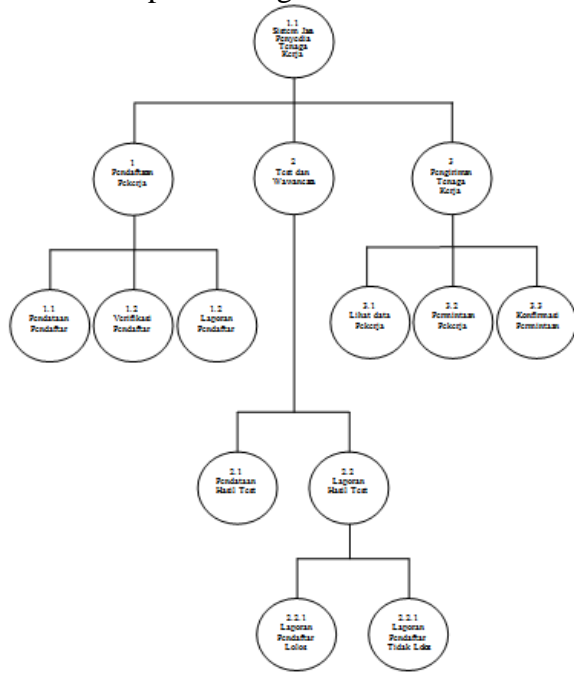 1.1
Sistem Jasa
Penyedia
Tenaga
Kerja
1
Pendaftaan
Pekerja
2
Test dan
Wawancara
3
Pengiriman
Tenaga
Kerja
1.1
Pendataan
Pendaftar
1.2
Verifikasi
Pendaftar
1.2
Laporan
Pendaftar
3.1
Lihat data
Pekerja
3.2
Permintaan
Pekerja
3.3
Konfirmasi
Permintaan
2.1
Pendataan
Hasil Test
2.2
Laporan
Hasil Test
2.2.1
Laporan
Pendaftar
Lolos
2.2.1
Laporan
Pendaftar
Tidak Lolos